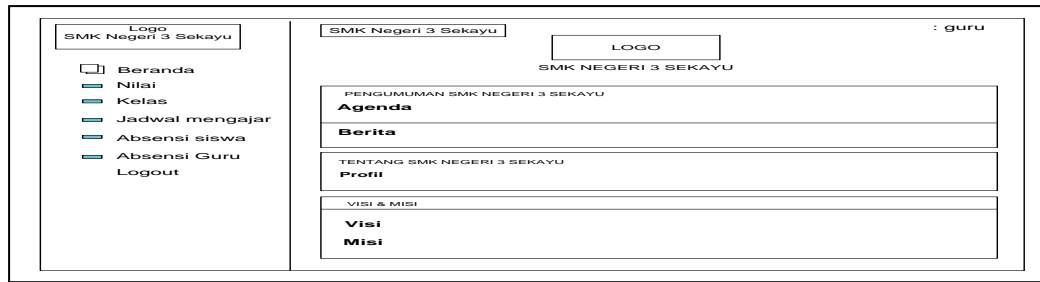 Logo
SMK Negeri 3 Sekayu
Beranda
Nilai
Kelas
Jadwal mengajar
Absensi siswa
Absensi Guru
Logout
SMK Negeri 3 Sekayu
: guru
LOGO
SMK NEGERI 3 SEKAYU
PENGUMUMAN SMK NEGERI 3 SEKAYU
Agenda
Berita
TENTANG SMK NEGERI 3 SEKAYU
Profil
VISI & MISI
Visi
Misi